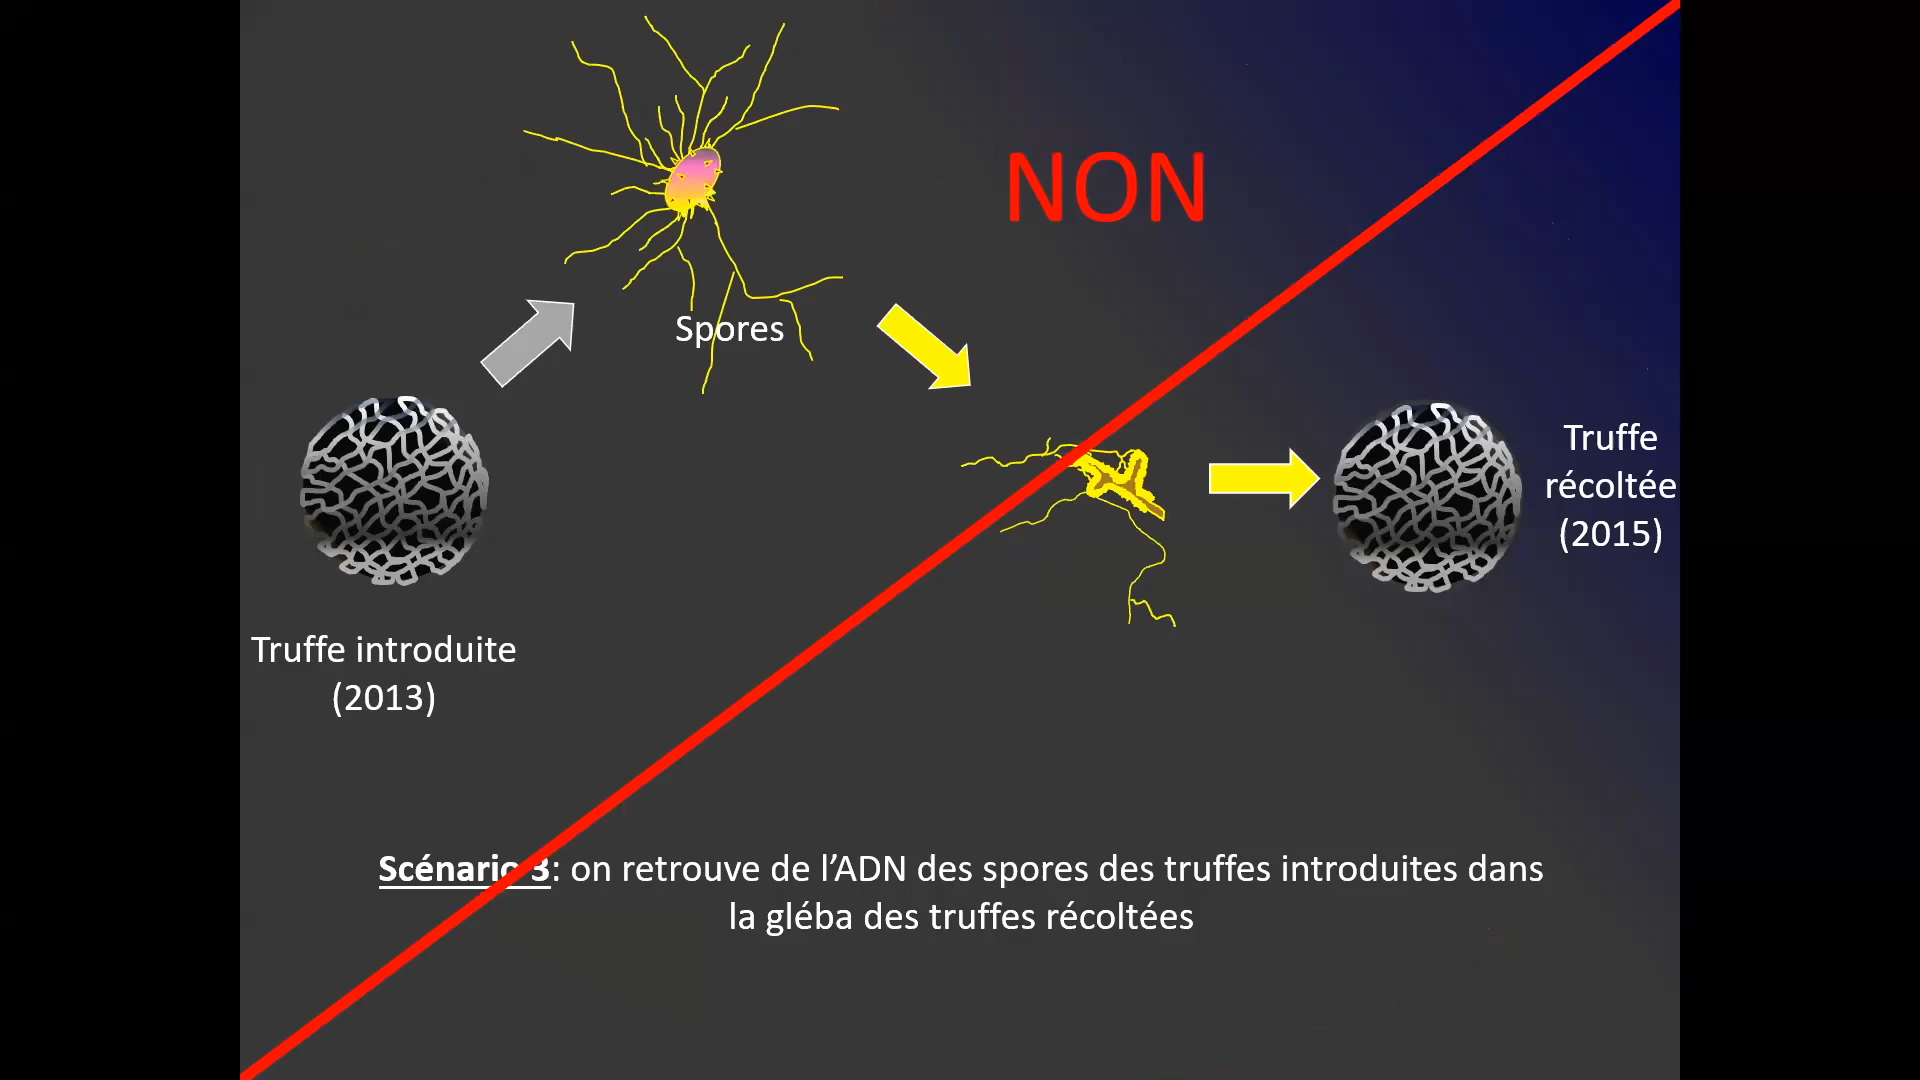 NON
Spores
Truffe
récoltée
(2015)
Truffe introduite
(2013)
Scénario 3: on retrouve de l’ADN des spores des truffes introduites dans
la gléba des truffes récoltées